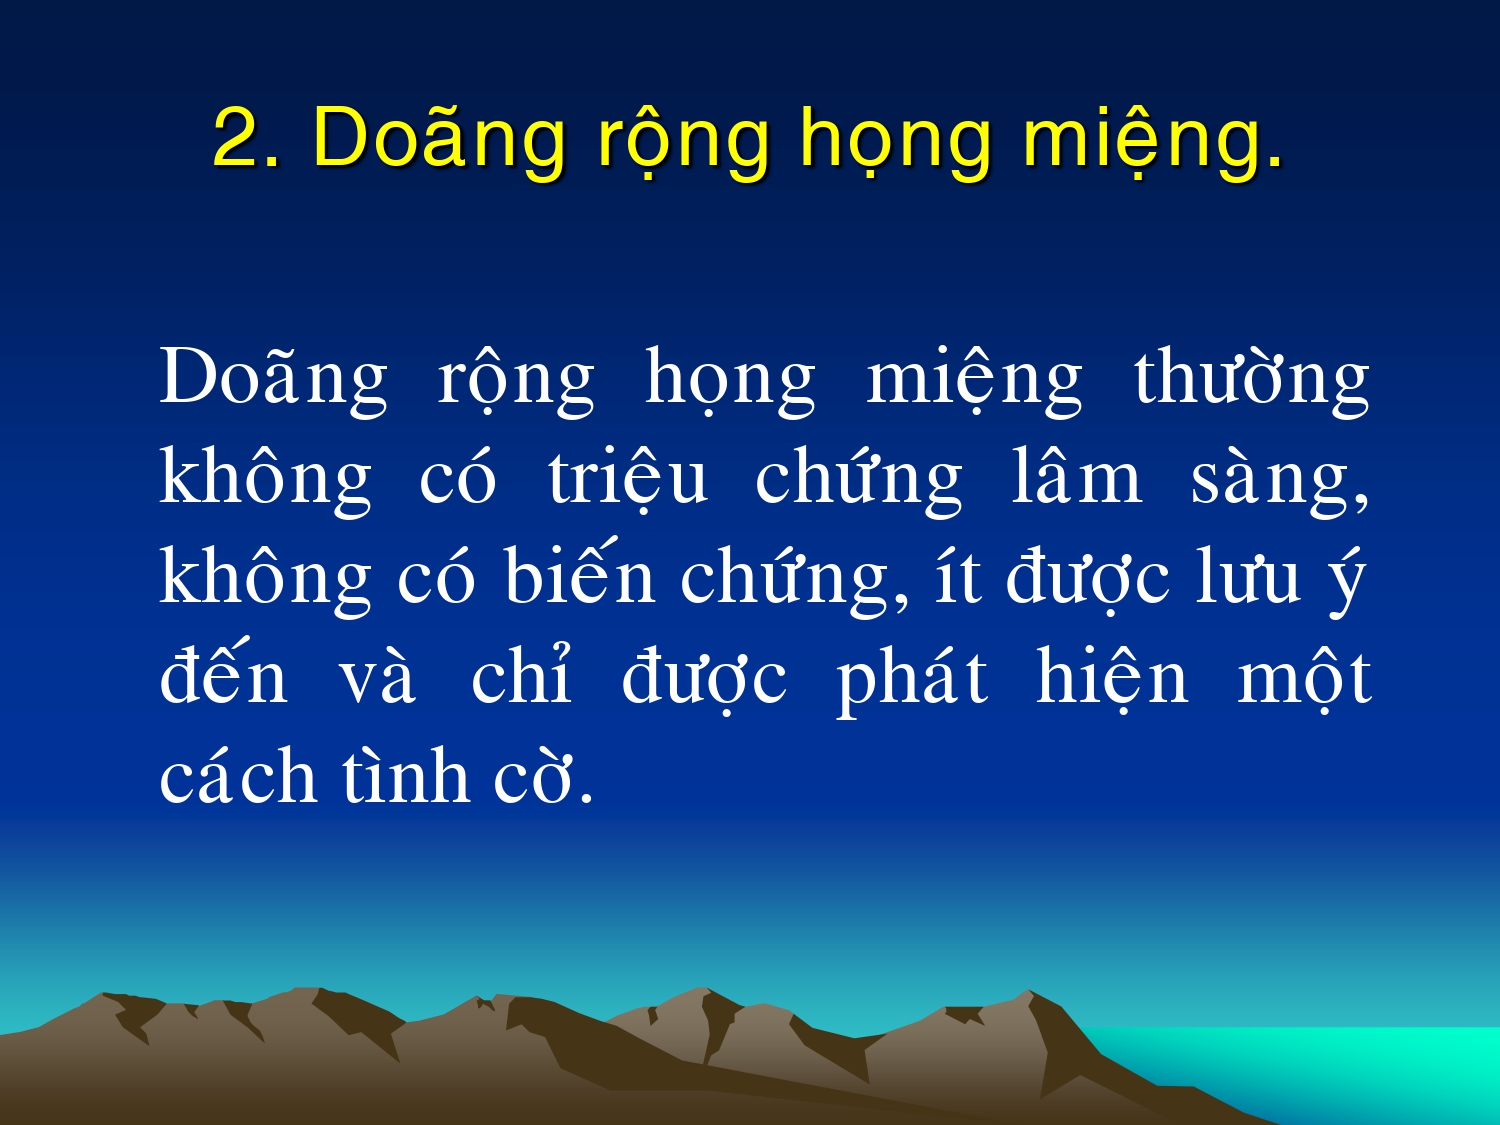 2. Doãng rộng họng miệng.
Doãng rộng họng miệng thường
không có triệu chứng lâm sàng,
không có biến chứng, ít được lưu ý
đến và chỉ được phát hiện một
cách tình cờ.